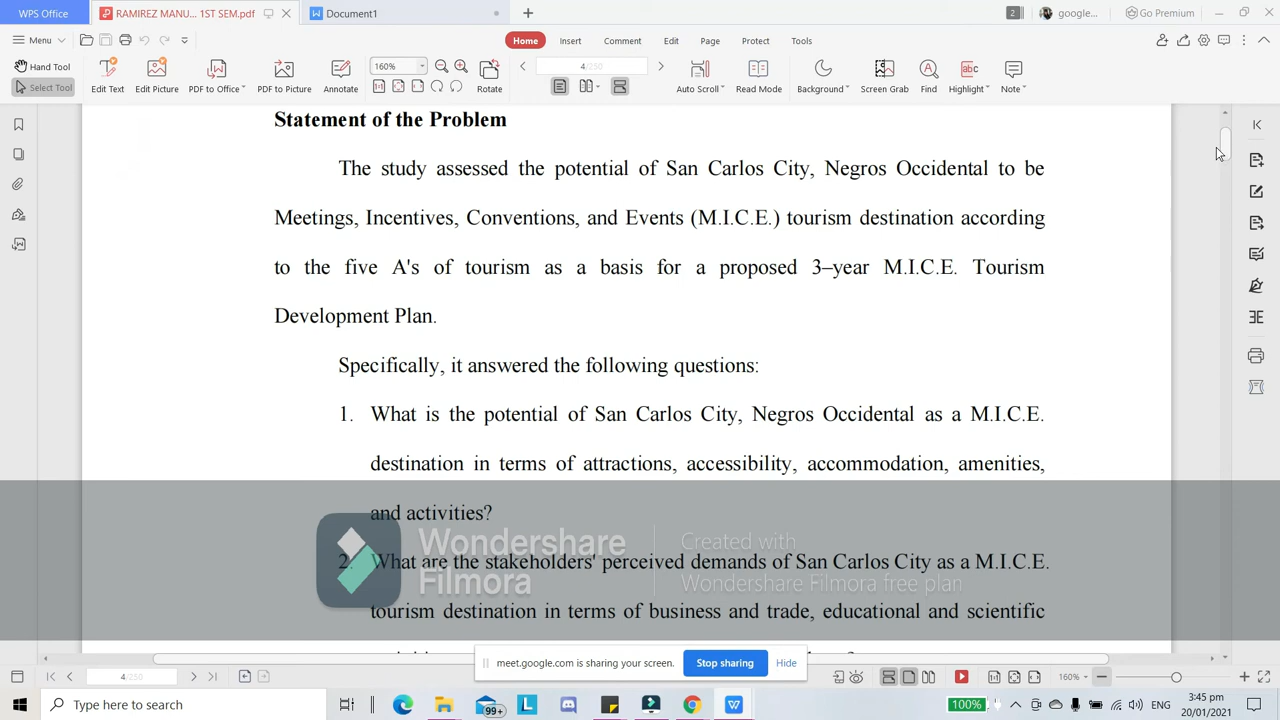 WPS Office
RAMIREZ MANU... 1ST SEM.pdf
Document1
2
google...
Go Premium
Menu
Home
Insert
Comment
Edit
Page
Protect
Tools
Hand Tool
Select Tool
Edit Text
Edit Picture
PDF to Office
PDF to Picture
Annotate
160%
Rotate
4/250
Auto Scroll
Read Mode
Background
Screen Grab
Find
Highlight
Note
Statement of the Problem
The study assessed the potential of San Carlos City, Negros Occidental to be
Meetings, Incentives, Conventions, and Events (M.I.C.E.) tourism destination according
to the five A's of tourism as a basis for a proposed 3–year M.I.C.E. Tourism
Development Plan.
Specifically, it answered the following questions:
1. What is the potential of San Carlos City, Negros Occidental as a M.I.C.E.
destination in terms of attractions, accessibility, accommodation, amenities,
and activities?
Wondershare
Filmora
Created with
Wondershare Filmora free plan
2. What are the stakeholders' perceived demands of San Carlos City as a M.I.C.E.
tourism destination in terms of business and trade, educational and scientific
meet.google.com is sharing your screen.
Stop sharing
Hide
4/250
160%
Type here to search
99+
100%
ENG
3:45 pm
20/01/2021